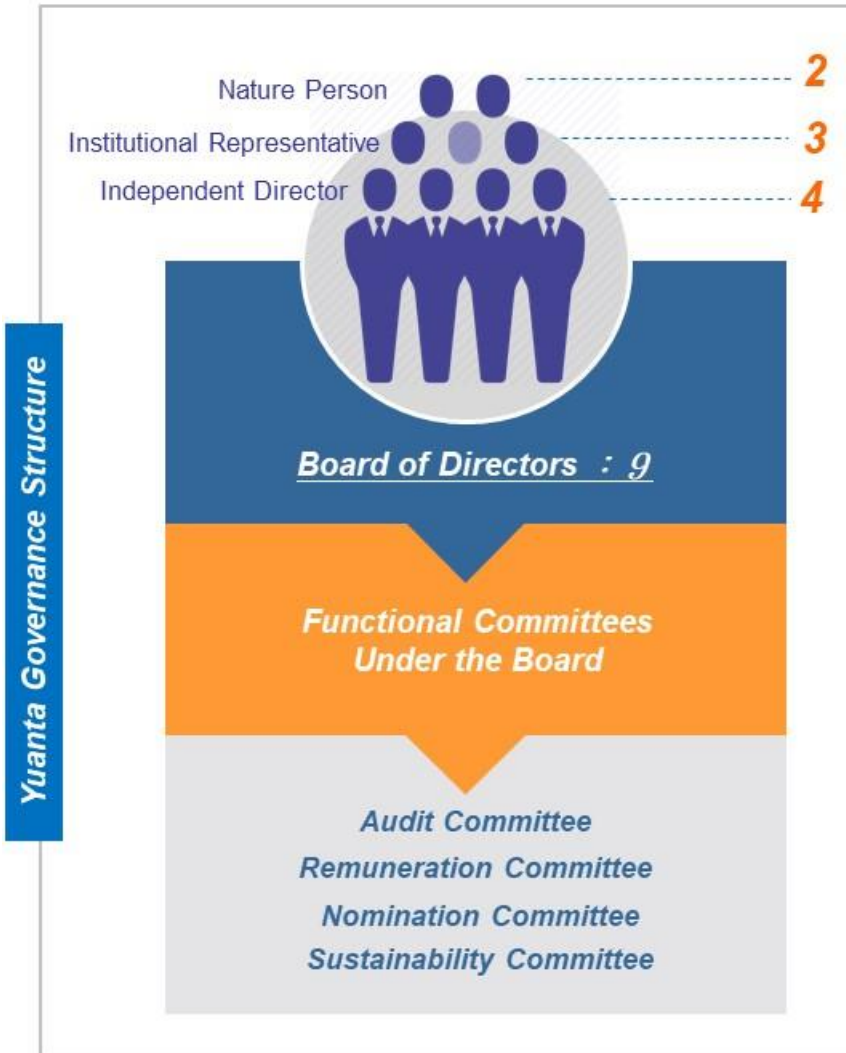 Nature Person
2
Institutional Representative
3
Independent Director
4
Yuanta Governance Structure
Board of Directors : 9
Functional Committees
Under the Board
Audit Committee
Remuneration Committee
Nomination Committee
Sustainability Committee